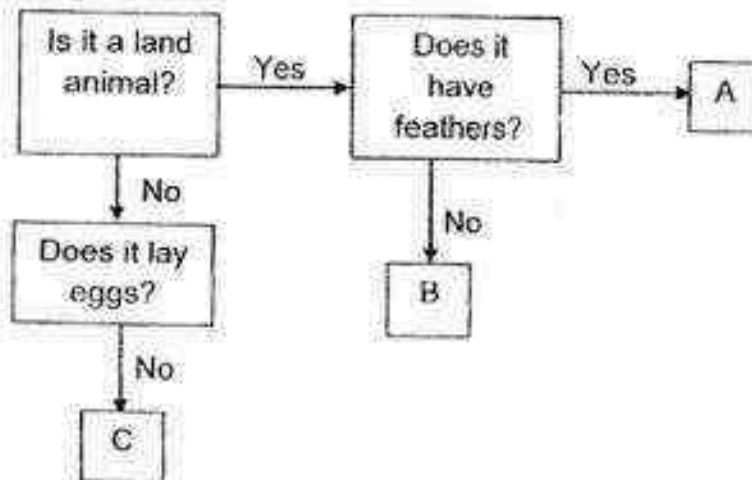 Is it a land
animal?
Yes
Does it
have
feathers?
Yes
A
No
No
Does it lay
eggs?
B
No
C